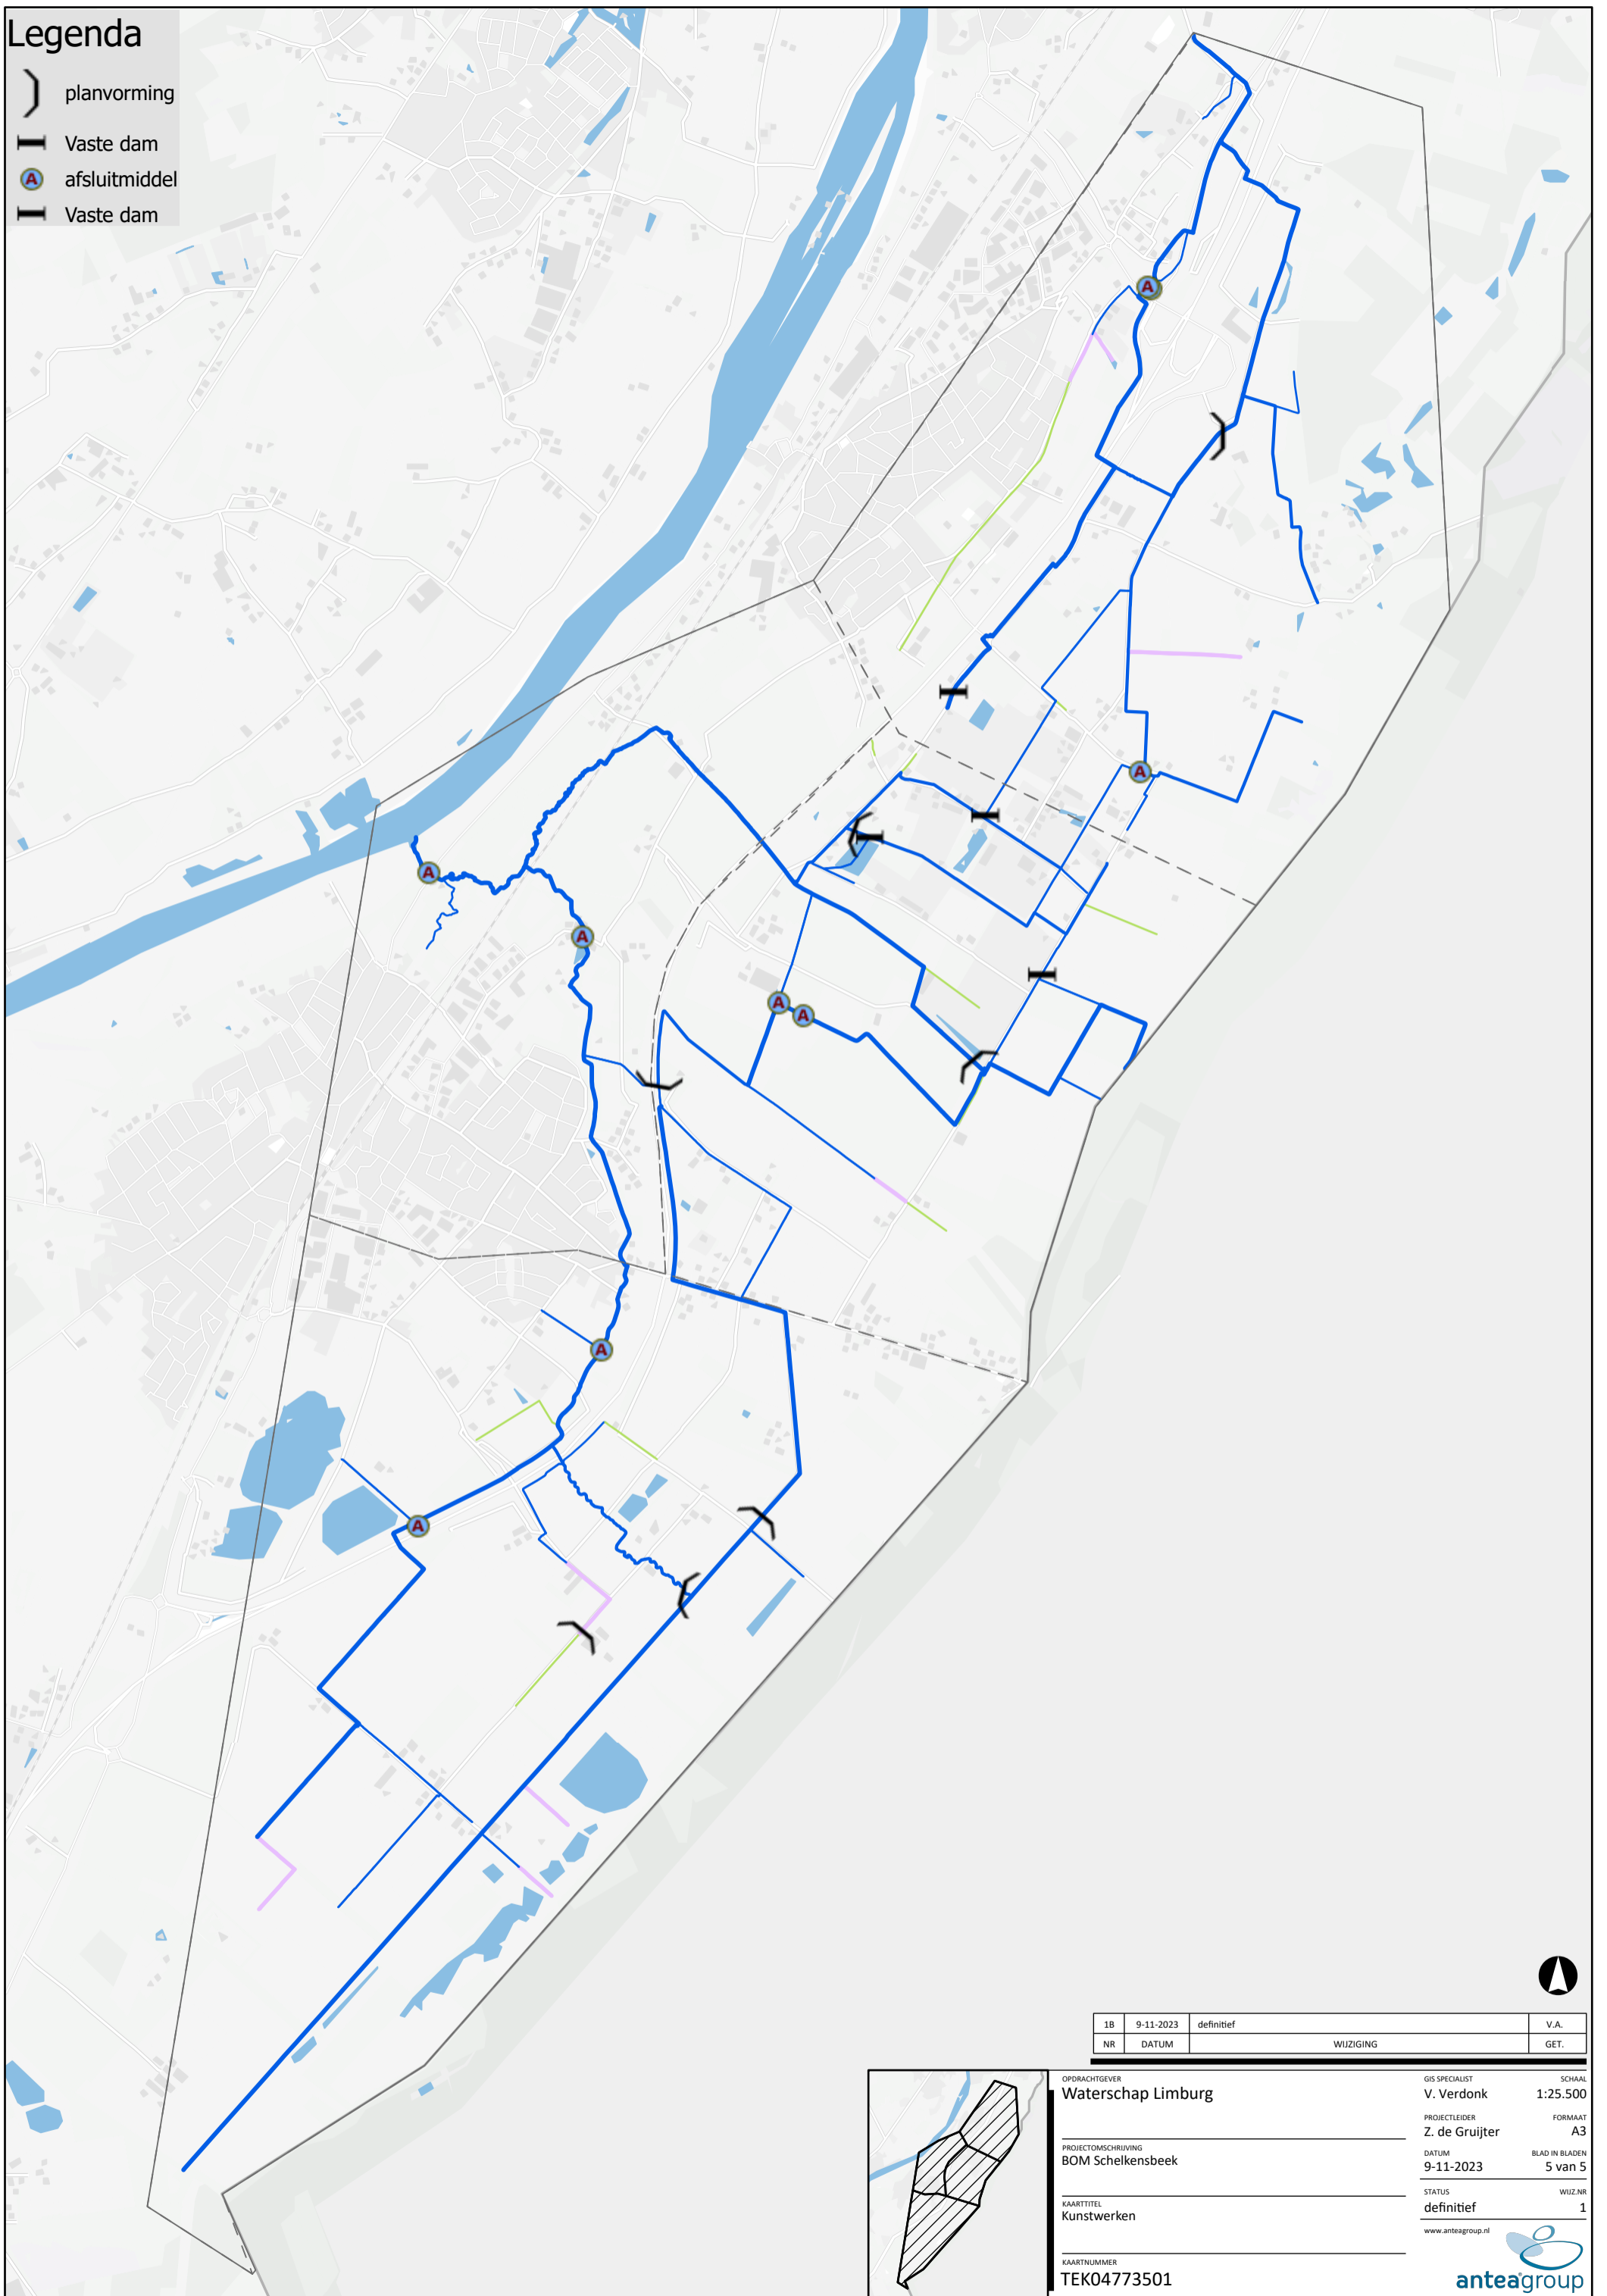 Legenda
planvorming
Vaste dam
A afsluitmiddel
Vaste dam
A
A
A
A
A
A
A
A
1B 9-11-2023 definitief V.A.
NR DATUM WIJZIGING GET.
OPDRACHTGEVER
Waterschap Limburg
PROJECTOMSCHRIJVING
BOM Schelkensbeek
KAARTTITEL
Kunstwerken
KAARTNUMMER
TEK04773501
GIS SPECIALIST SCHAAL
V. Verdonk 1:25.500
PROJECTLEIDER FORMAAT
Z. de Gruijter A3
DATUM BLAD IN BLADEN
9-11-2023 5 van 5
STATUS WIJZ.NR
definitief 1
www.anteagroup.nl
anteagroup